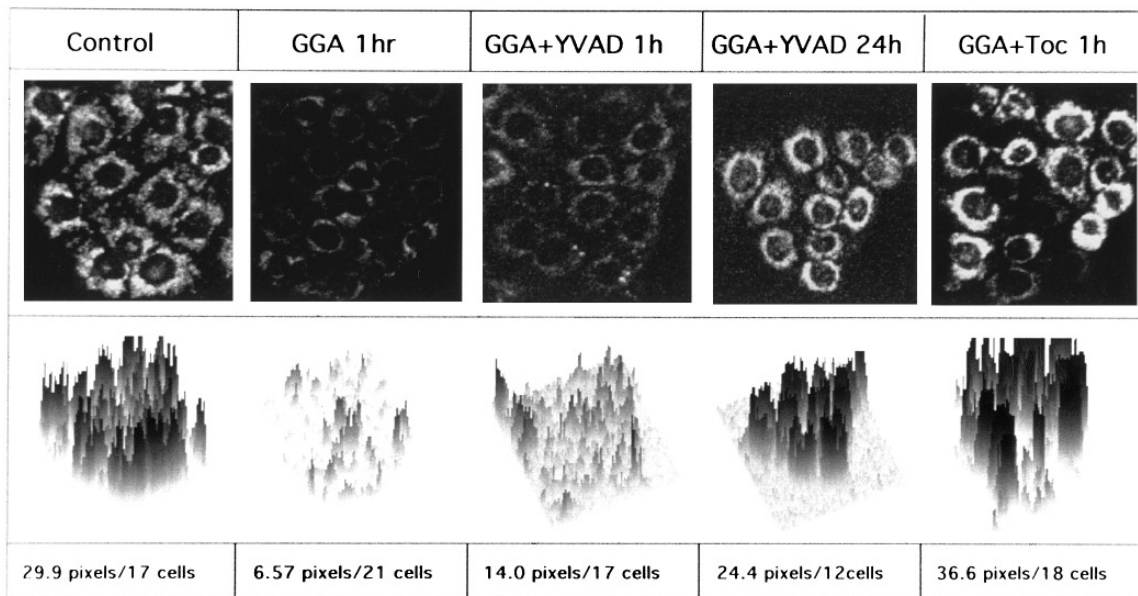 Control
GGA 1hr
GGA+YVAD 1h
GGA+YVAD 24h
GGA+Toc 1h
29.9 pixels/17 cells
6.57 pixels/21 cells
14.0 pixels/17 cells
24.4 pixels/12cells
36.6 pixels/18 cells